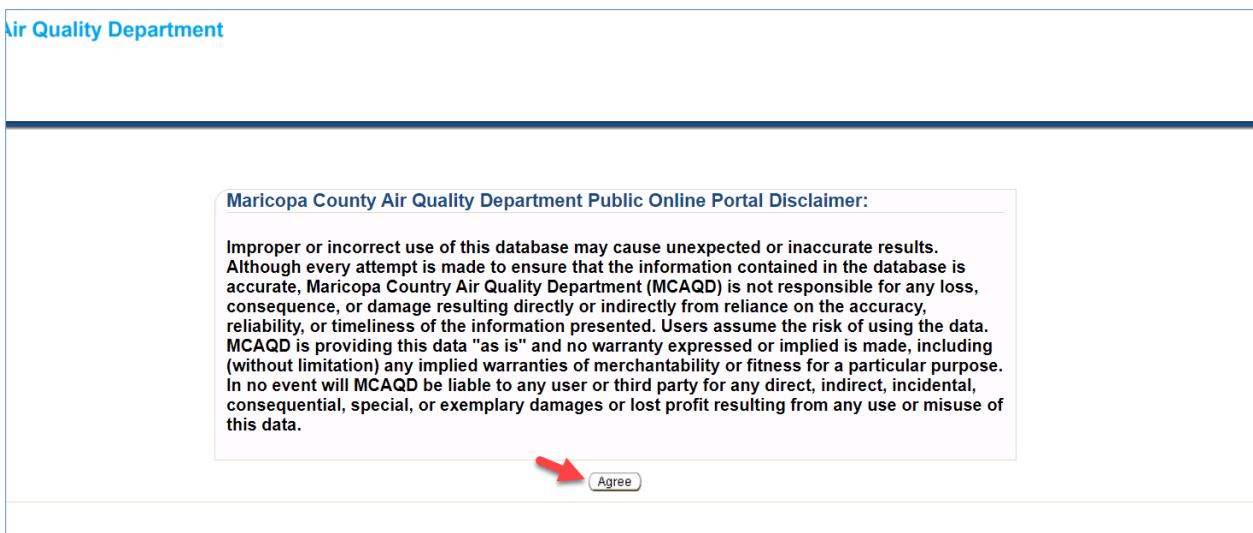 Air Quality Department
Maricopa County Air Quality Department Public Online Portal Disclaimer:
Improper or incorrect use of this database may cause unexpected or inaccurate results.
Although every attempt is made to ensure that the information contained in the database is
accurate, Maricopa Country Air Quality Department (MCAQD) is not responsible for any loss,
consequence, or damage resulting directly or indirectly from reliance on the accuracy,
reliability, or timeliness of the information presented. Users assume the risk of using the data.
MCAQD is providing this data "as is" and no warranty expressed or implied is made, including
(without limitation) any implied warranties of merchantability or fitness for a particular purpose.
In no event will MCAQD be liable to any user or third party for any direct, indirect, incidental,
consequential, special, or exemplary damages or lost profit resulting from any use or misuse of
this data.
Agree